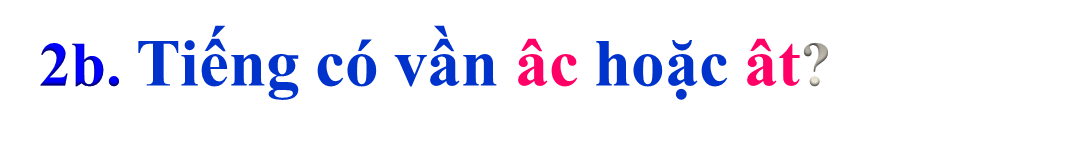 2b. Tiếng có vần âc hoặc ât?